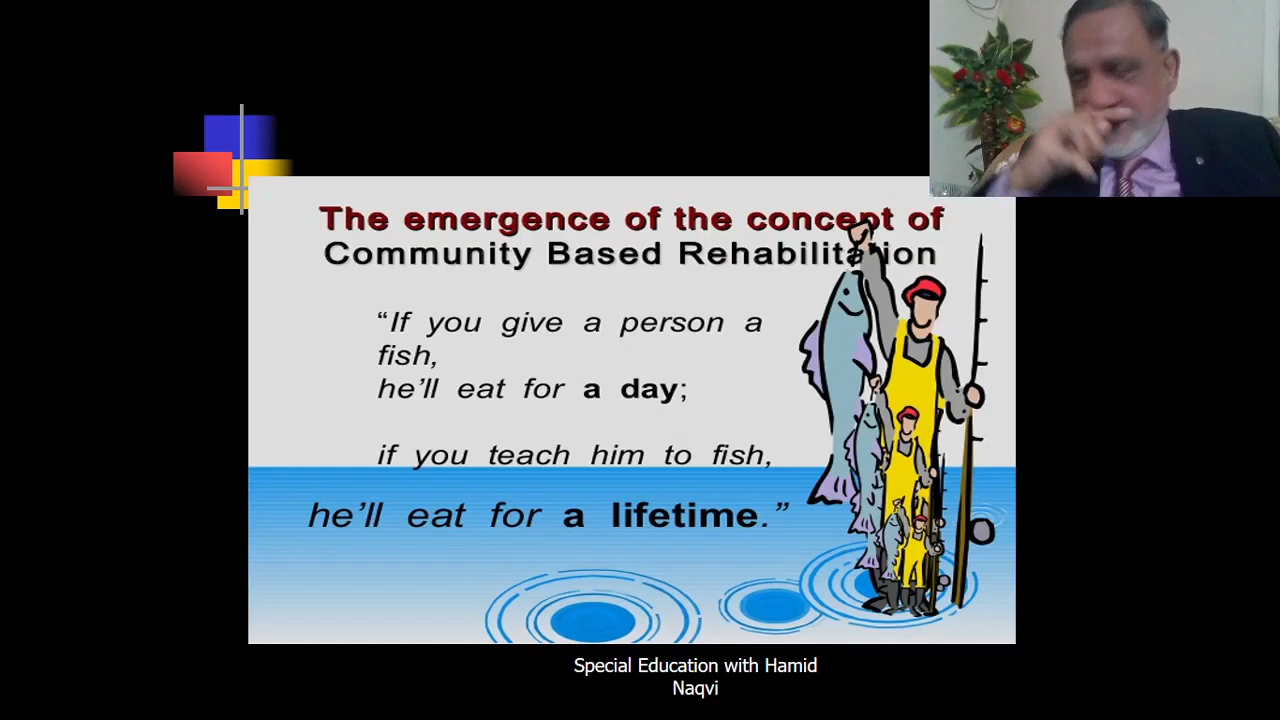 The emergence of the concept of
Community Based Rehabilitation
“If you give a person a
fish,
he’ll eat for a day;
if you teach him to fish,
he’ll eat for a lifetime.”
Special Education with Hamid
Naqvi